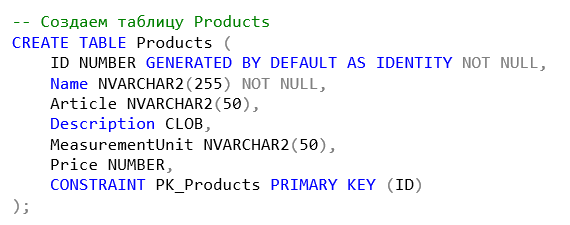 -- Создаем таблицу Products
CREATE TABLE Products (
    ID NUMBER GENERATED BY DEFAULT AS IDENTITY NOT NULL,
    Name NVARCHAR2(255) NOT NULL,
    Article NVARCHAR2(50),
    Description CLOB,
    MeasurementUnit NVARCHAR2(50),
    Price NUMBER,
    CONSTRAINT PK_Products PRIMARY KEY (ID)
);